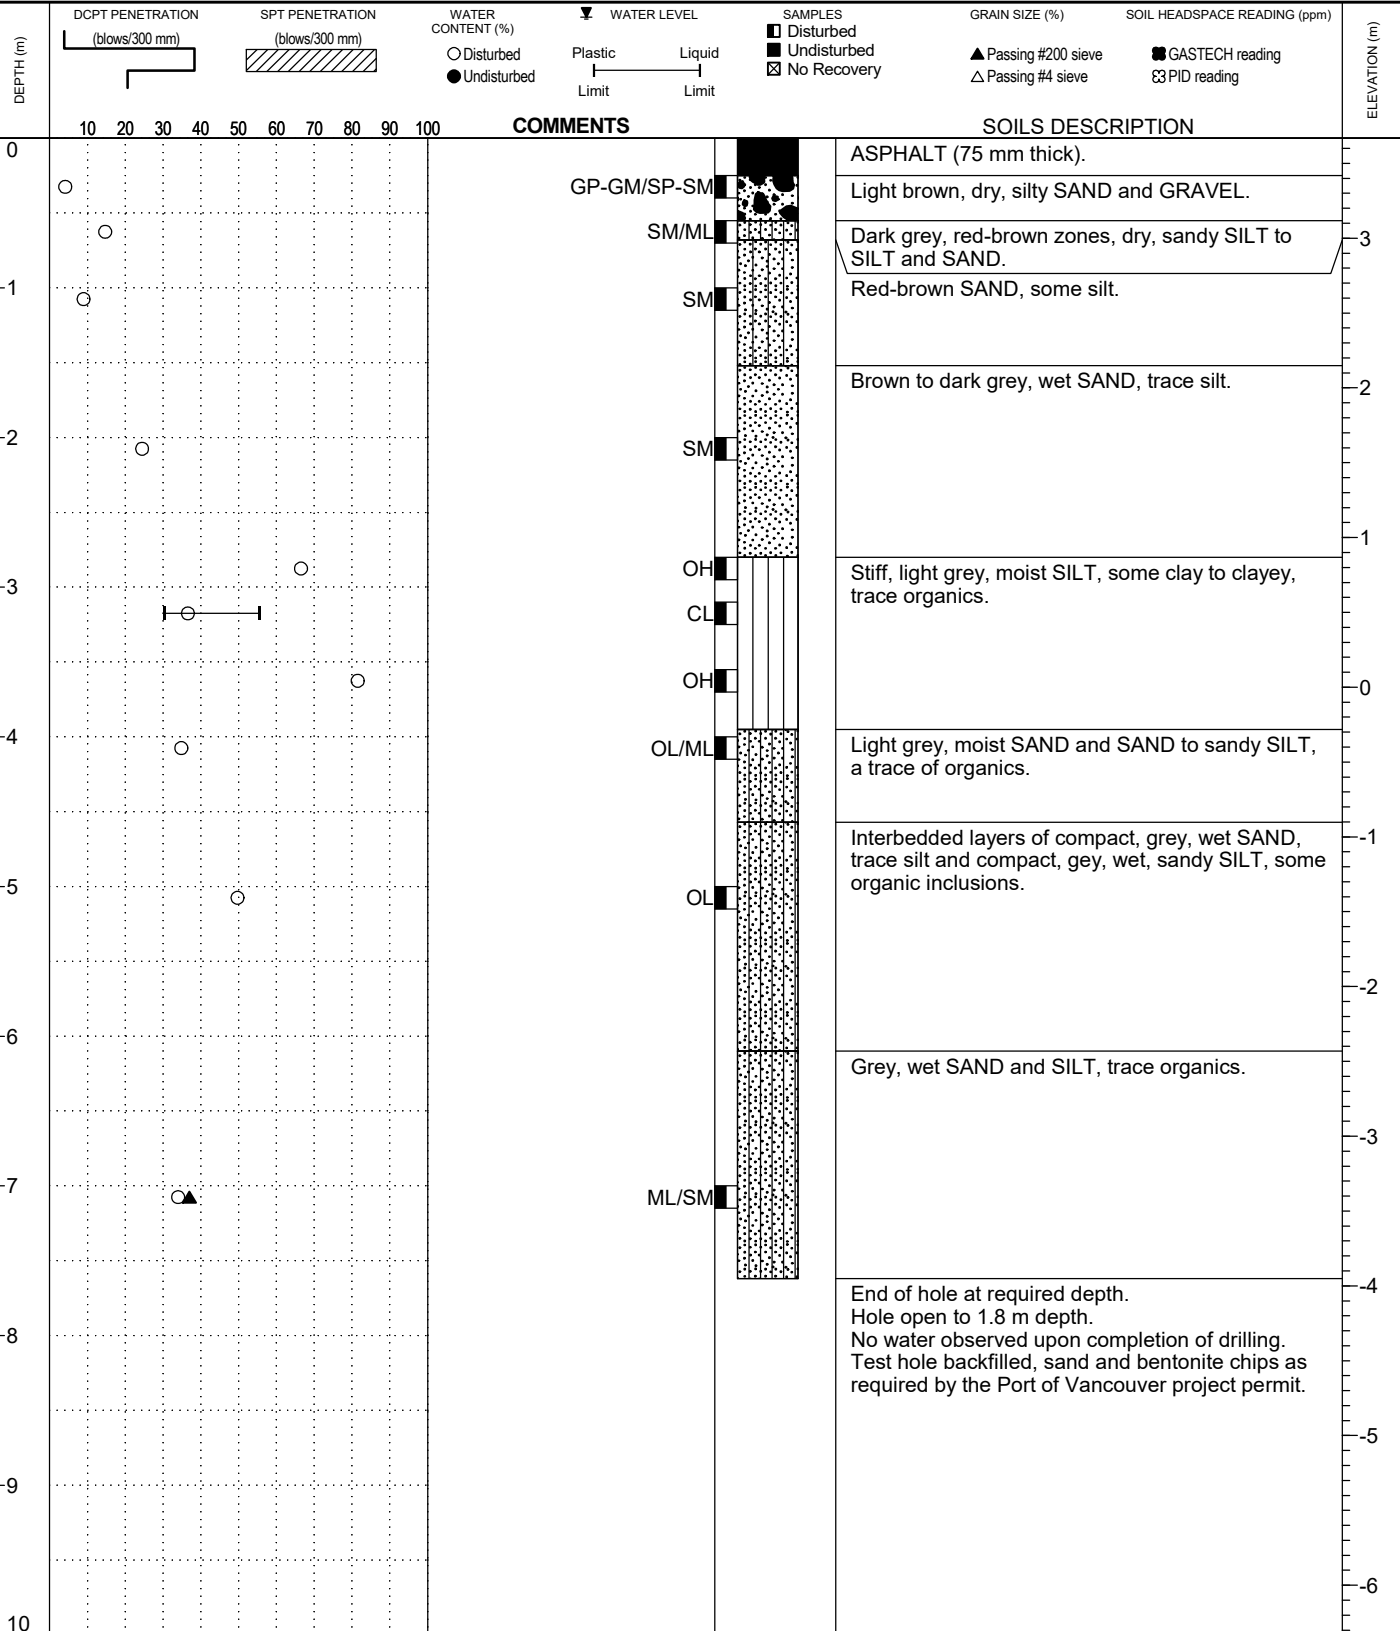 DCPT PENETRATION
(blows/300 mm)
SPT PENETRATION
(blows/300 mm)
WATER
CONTENT (%)
Disturbed
Undisturbed
WATER LEVEL
Plastic Liquid
Limit Limit
SAMPLES
Disturbed
Undisturbed
No Recovery
GRAIN SIZE (%)
Passing #200 sieve
Passing #4 sieve
SOIL HEADSPACE READING (ppm)
GASTECH reading
PID reading
DEPTH (m)
ELEVATION (m)
10 20 30 40 50 60 70 80 90 100
COMMENTS
SOILS DESCRIPTION
0
ASPHALT (75 mm thick).
GP-GM/SP-SM
Light brown, dry, silty SAND and GRAVEL.
SM/ML
Dark grey, red-brown zones, dry, sandy SILT to
SILT and SAND.
3
1
SM
Red-brown SAND, some silt.
Brown to dark grey, wet SAND, trace silt.
2
2
SM
1
OH
Stiff, light grey, moist SILT, some clay to clayey,
trace organics.
3
CL
OH
0
4
OL/ML
Light grey, moist SAND and SAND to sandy SILT,
a trace of organics.
Interbedded layers of compact, grey, wet SAND,
trace silt and compact, gey, wet, sandy SILT, some
organic inclusions.
-1
5
OL
-2
6
Grey, wet SAND and SILT, trace organics.
-3
7
ML/SM
-4
End of hole at required depth.
Hole open to 1.8 m depth.
No water observed upon completion of drilling.
Test hole backfilled, sand and bentonite chips as
required by the Port of Vancouver project permit.
8
-5
9
-6
10